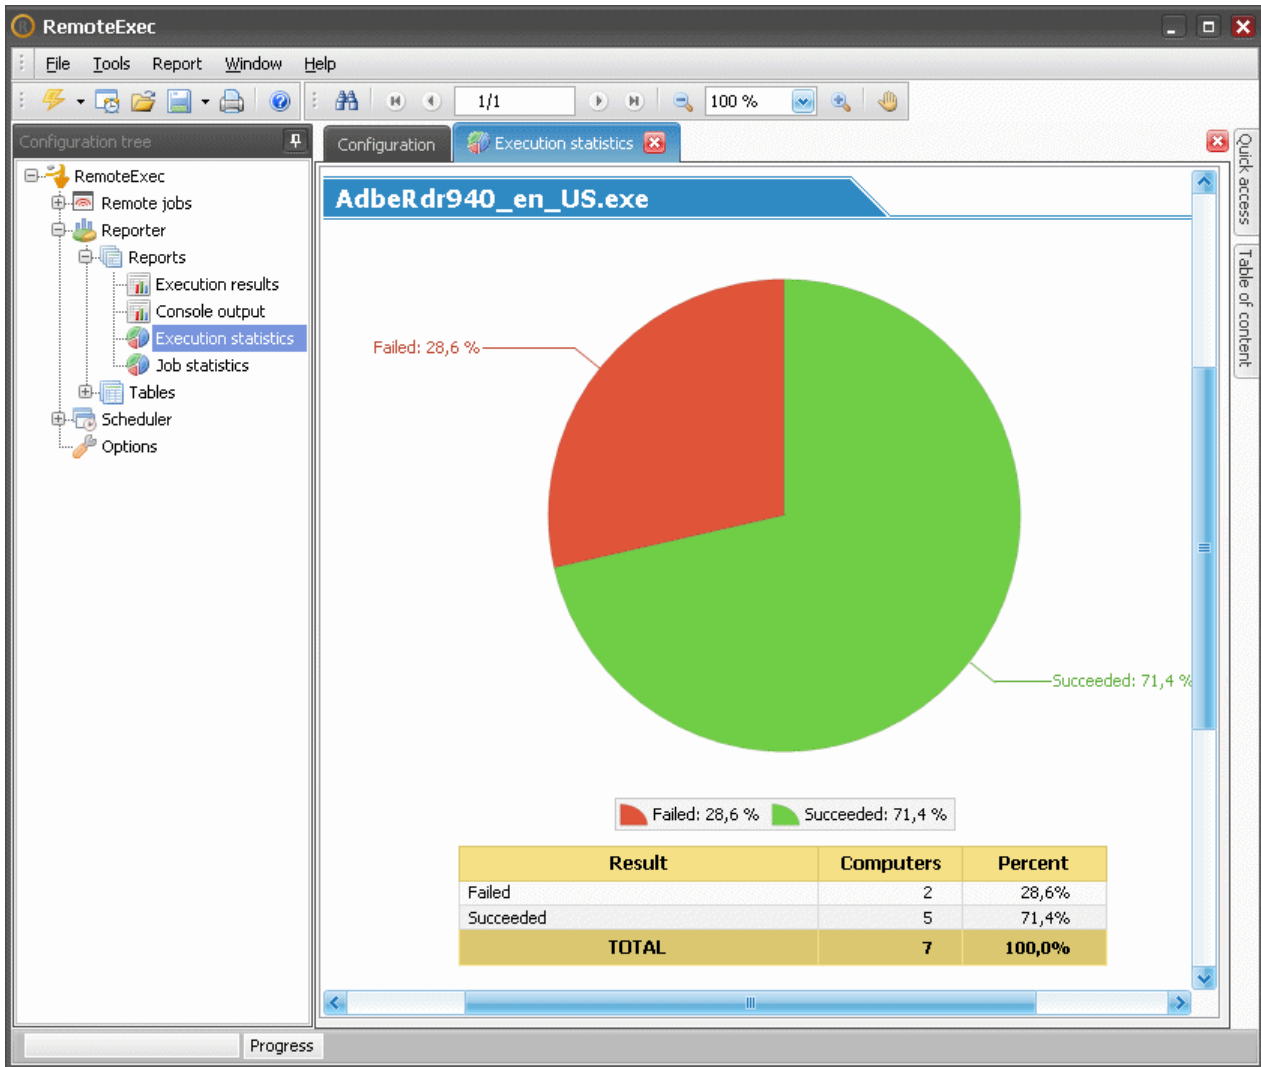 RemoteExec
File Tools Report Window Help
1/1 100 %
Configuration tree
RemoteExec
Remote jobs
Reporter
Reports
Execution results
Console output
Execution statistics
Job statistics
Tables
Scheduler
Options
Configuration Execution statistics
AdbeRdr940_en_US.exe
Failed: 28,6 %
Succeeded: 71,4 %
Failed: 28,6 % Succeeded: 71,4 %
Result Computers Percent
Failed 2 28,6%
Succeeded 5 71,4%
TOTAL 7 100,0%
Quick access
Table of content
Progress